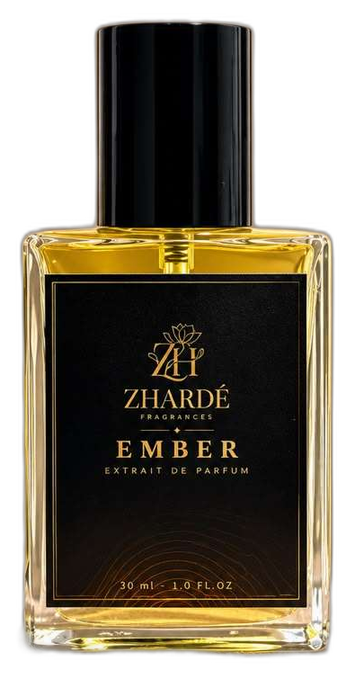 ZH
ZHARDÉ
FRAGRANCES
EMBER
EXTRAIT DE PARFUM
30 ml - 1.0 FL.OZ